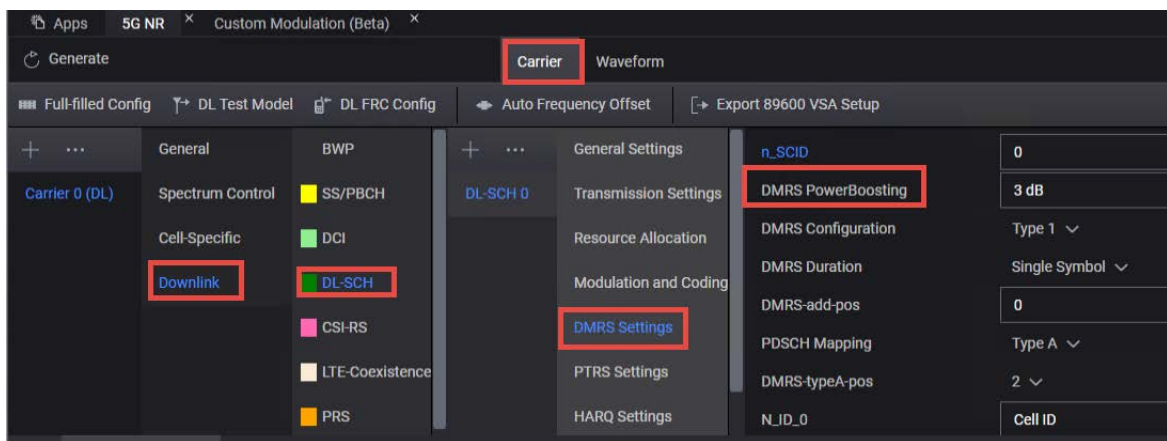 Apps 5G NR × Custom Modulation (Beta) ×
Generate Carrier Waveform
Full-filled Config DL Test Model DL FRC Config Auto Frequency Offset Export 89600 VSA Setup
+ ... General BWP + ... General Settings n_SCID 0
Carrier 0 (DL) Spectrum Control SS/PBCH DL-SCH 0 Transmission Settings DMRS PowerBoosting 3 dB
Cell-Specific DCI Resource Allocation DMRS Configuration Type 1
Downlink DL-SCH Modulation and Coding DMRS Duration Single Symbol
CSI-RS DMRS Settings DMRS-add-pos 0
LTE-Coexistence PTRS Settings PDSCH Mapping Type A
PRS HARQ Settings DMRS-typeA-pos 2
N_ID_0 Cell ID